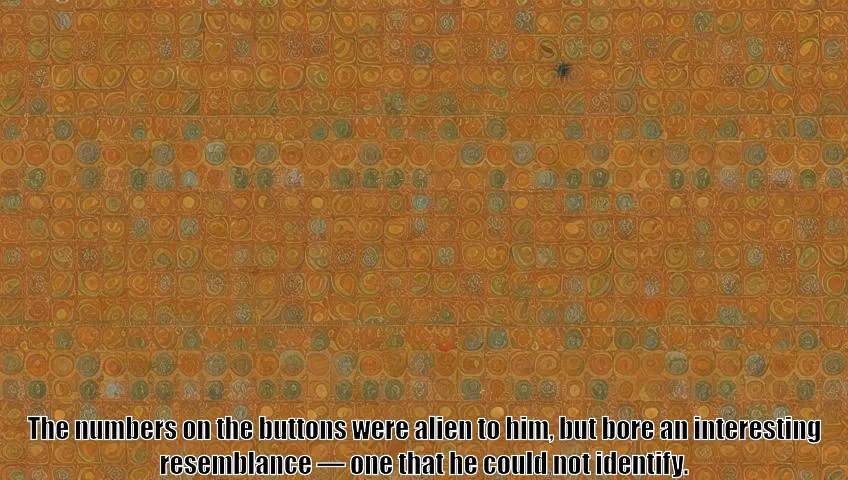 The numbers on the buttons were alien to him, but bore an interesting
resemblance — one that he could not identify.